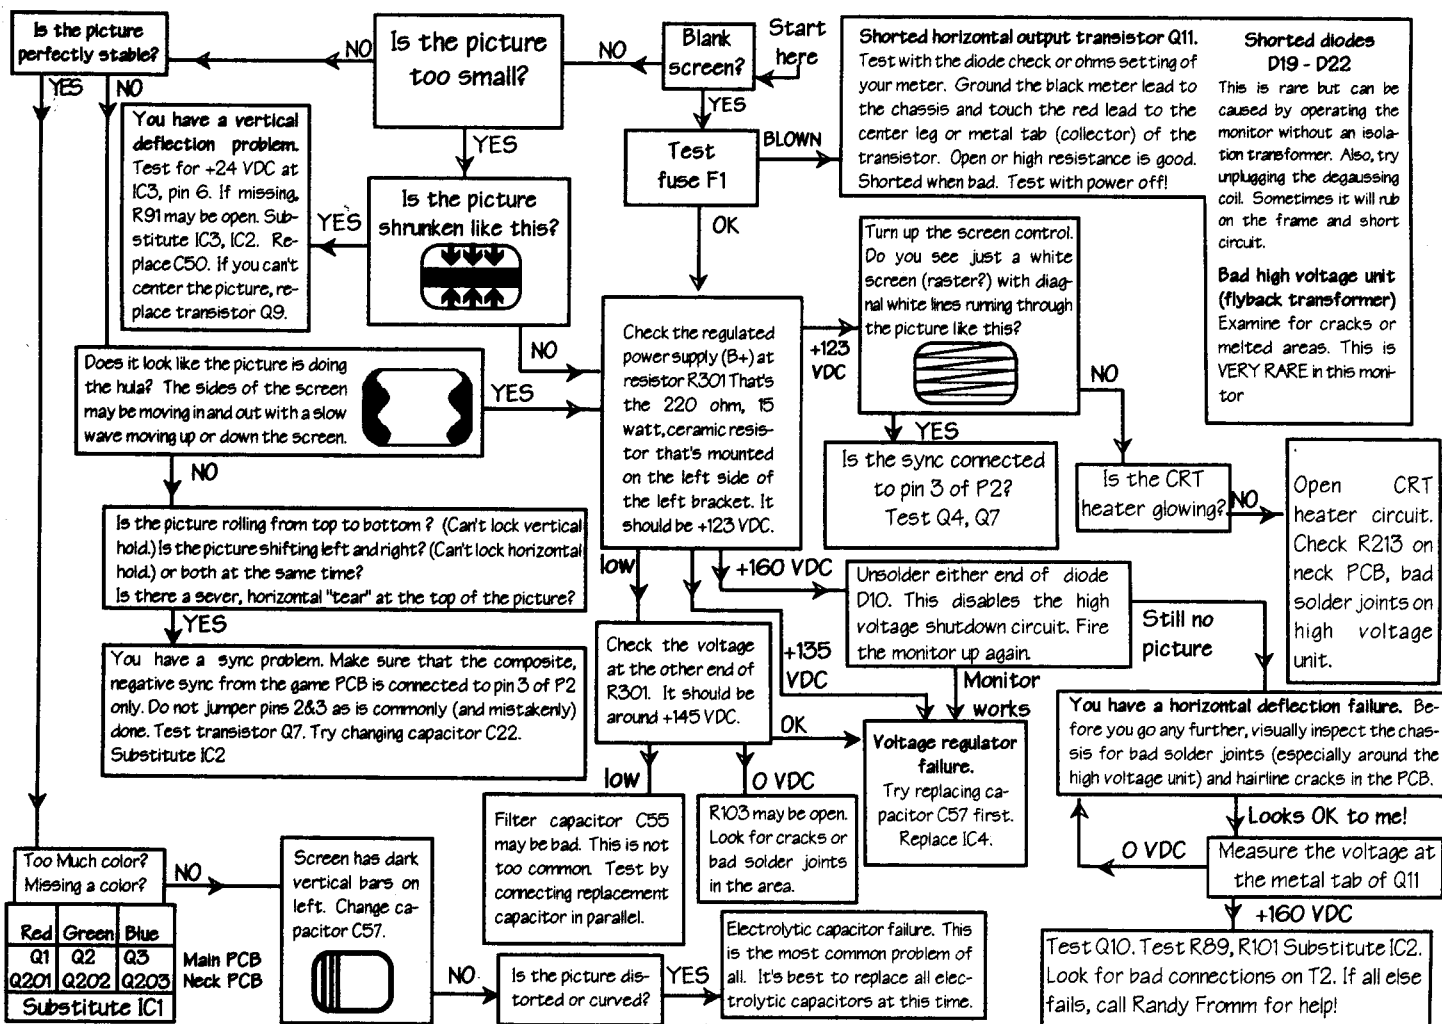 Is the picture
perfectly stable?
NO
Is the picture
too small?
NO
Blank
screen?
Start
here
YES
NO
YES
YES
You have a vertical
deflection problem.
Test for +24 VDC at
IC3, pin 6. If missing,
R91 may be open. Sub-
stitute IC3, IC2. Re-
place C50. If you can't
center the picture, re-
place transistor Q9.
YES
Is the picture
shrunken like this?
NO
Test
fuse F1
BLOWN
OK
Shorted horizontal output transistor Q11.
Test with the diode check or ohms setting of
your meter. Ground the black meter lead to
the chassis and touch the red lead to the
center leg or metal tab (collector) of the
transistor. Open or high resistance is good.
Shorted when bad. Test with power off!
Shorted diodes
D19 - D22
This is rare but can be
caused by operating the
monitor without an isola-
tion transformer. Also, try
unplugging the degaussing
coil. Sometimes it will rub
on the frame and short
circuit.
Bad high voltage unit
(flyback transformer)
Examine for cracks or
melted areas. This is
VERY RARE in this moni-
tor
Does it look like the picture is doing
the hula? The sides of the screen
may be moving in and out with a slow
wave moving up or down the screen.
YES
NO
Check the regulated
power supply (B+) at
resistor R301 That's
the 220 ohm, 15
watt, ceramic resis-
tor that's mounted
on the left side of
the left bracket. It
should be +123 VDC.
+123
VDC
Turn up the screen control.
Do you see just a white
screen (raster?) with diag-
nal white lines running through
the picture like this?
NO
YES
Is the sync connected
to pin 3 of P2?
Test Q4, Q7
Is the CRT
heater glowing?
NO
Open CRT
heater circuit.
Check R213 on
neck PCB, bad
solder joints on
high voltage
unit.
Is the picture rolling from top to bottom ? (Can't lock vertical
hold.) Is the picture shifting left and right? (Can't lock horizontal
hold.) or both at the same time?
Is there a sever, horizontal "tear" at the top of the picture?
YES
You have a sync problem. Make sure that the composite,
negative sync from the game PCB is connected to pin 3 of P2
only. Do not jumper pins 2&3 as is commonly (and mistakenly)
done. Test transistor Q7. Try changing capacitor C22.
Substitute IC2
low
+160 VDC
Unsolder either end of diode
D10. This disables the high
voltage shutdown circuit. Fire
the monitor up again.
Still no
picture
Check the voltage
at the other end of
R301. It should be
around +145 VDC.
+135
VDC
Monitor
works
OK
Voltage regulator
failure.
Try replacing ca-
pacitor C57 first.
Replace IC4.
You have a horizontal deflection failure. Be-
fore you go any further, visually inspect the chas-
sis for bad solder joints (especially around the
high voltage unit) and hairline cracks in the PCB.
low
0 VDC
Filter capacitor C55
may be bad. This is not
too common. Test by
connecting replacement
capacitor in parallel.
R103 may be open.
Look for cracks or
bad solder joints
in the area.
Looks OK to me!
0 VDC
Measure the voltage at
the metal tab of Q11
+160 VDC
Test Q10. Test R89, R101 Substitute IC2.
Look for bad connections on T2. If all else
fails, call Randy Fromm for help!
Too Much color?
Missing a color?
NO
Red Green Blue
Q1 Q2 Q3 Main PCB
Q201 Q202 Q203 Neck PCB
Substitute IC1
Screen has dark
vertical bars on
left. Change ca-
pacitor C57.
NO
Is the picture dis-
torted or curved?
YES
Electrolytic capacitor failure. This
is the most common problem of
all. It's best to replace all elec-
trolytic capacitors at this time.